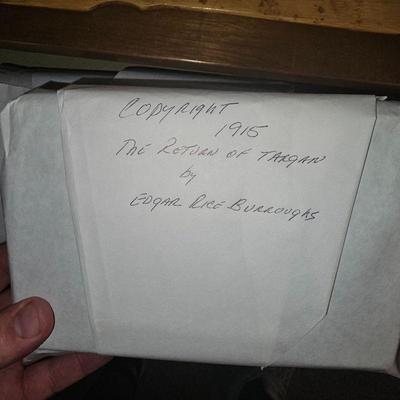 COPYRIGHT
1915
THE RETURN OF TARZAN
by
EDGAR RICE BURROUGHS